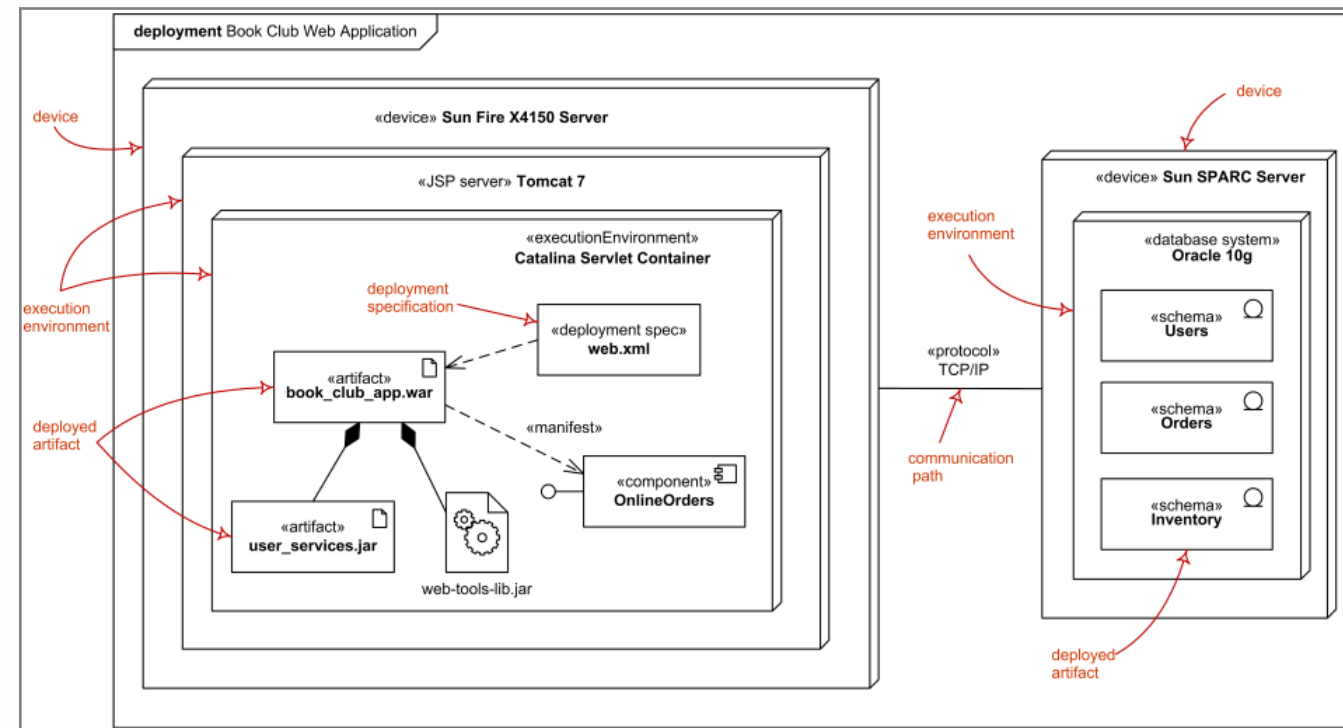 deployment Book Club Web Application
device
«device» Sun Fire X4150 Server
«JSP server» Tomcat 7
«executionEnvironment»
Catalina Servlet Container
execution
environment
deployment
specification
«deployment spec»
web.xml
«artifact»
book_club_app.war
deployed
artifact
«manifest»
«component»
OnlineOrders
«artifact»
user_services.jar
web-tools-lib.jar
«protocol»
TCP/IP
communication
path
device
«device» Sun SPARC Server
execution
environment
«database system»
Oracle 10g
«schema»
Users
«schema»
Orders
«schema»
Inventory
deployed
artifact